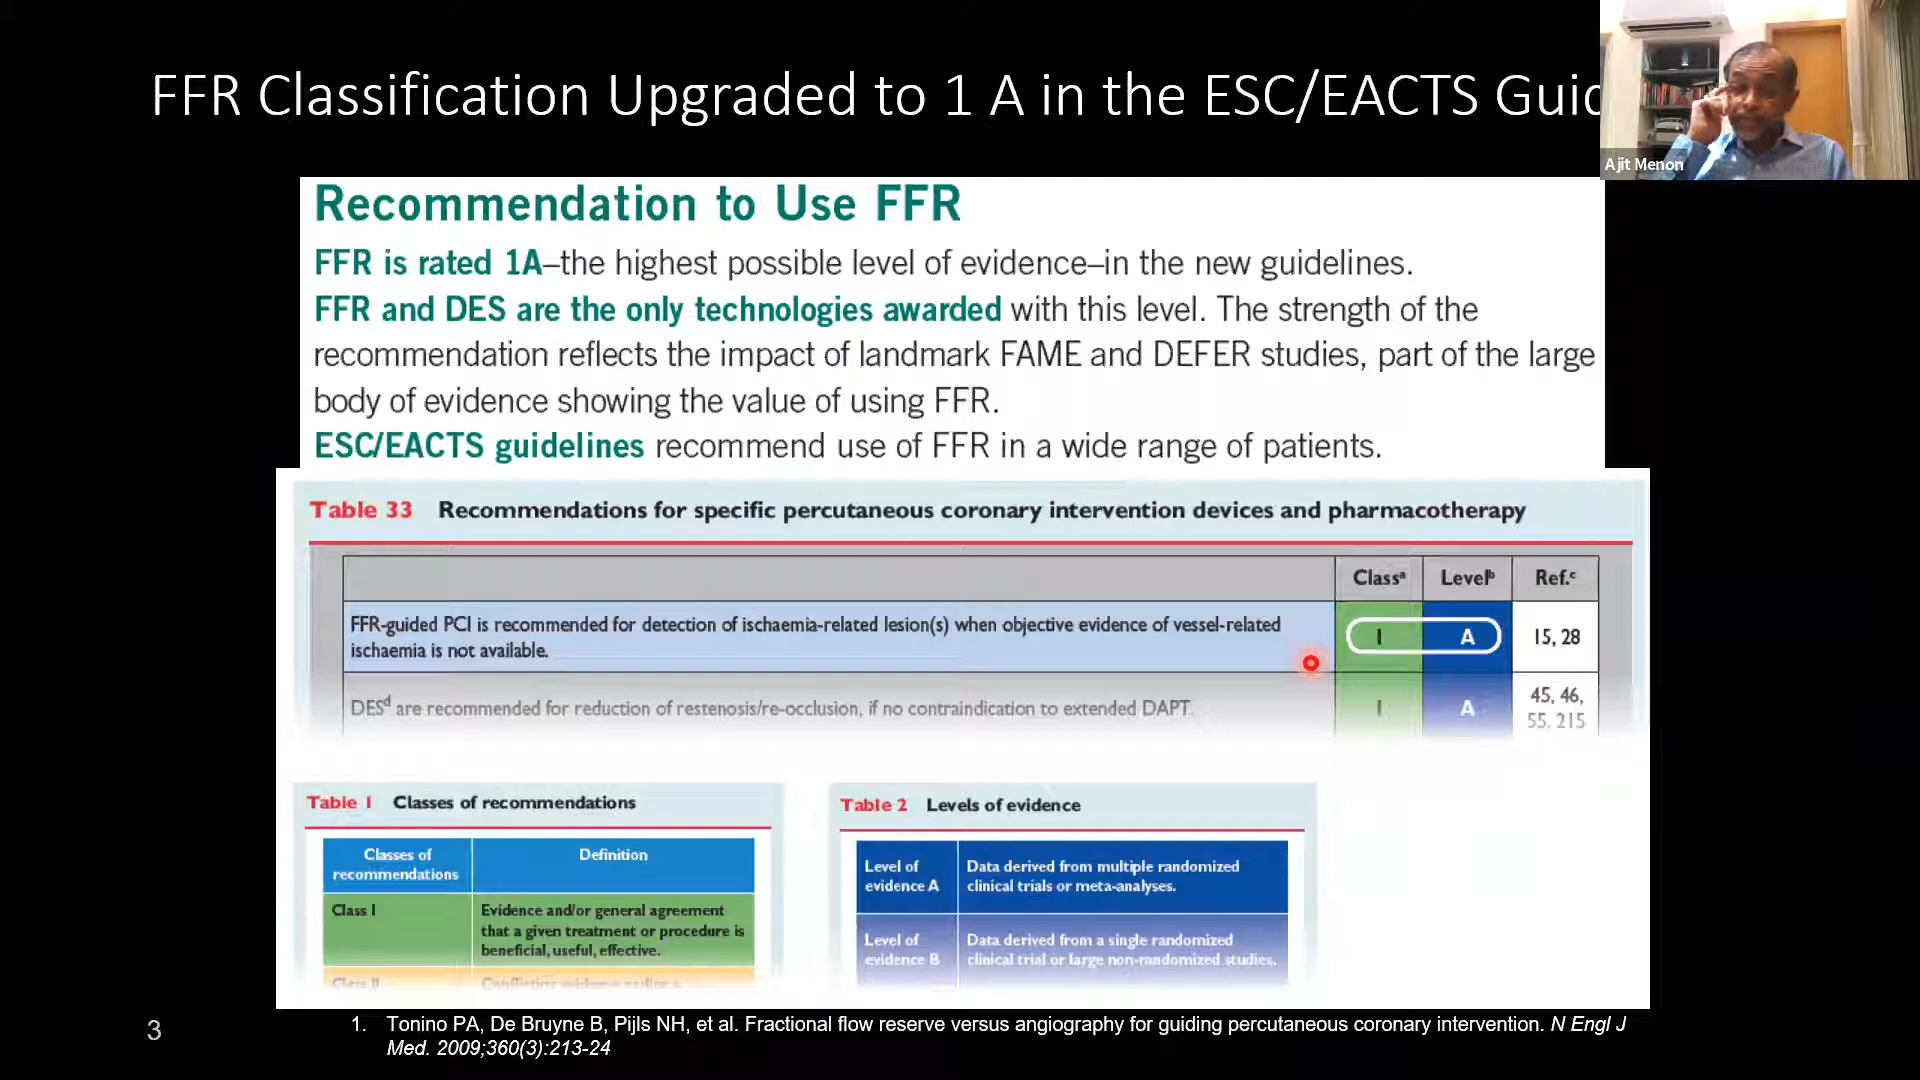 FFR Classification Upgraded to 1 A in the ESC/EACTS Guid
Ajit Menon
Recommendation to Use FFR
FFR is rated 1A–the highest possible level of evidence–in the new guidelines.
FFR and DES are the only technologies awarded with this level. The strength of the
recommendation reflects the impact of landmark FAME and DEFER studies, part of the large
body of evidence showing the value of using FFR.
ESC/EACTS guidelines recommend use of FFR in a wide range of patients.
Table 33 Recommendations for specific percutaneous coronary intervention devices and pharmacotherapy
Classᵃ Levelᵇ Ref.ᶜ
FFR-guided PCI is recommended for detection of ischaemia-related lesion(s) when objective evidence of vessel-related
ischaemia is not available.
I A 15, 28
DESᵈ are recommended for reduction of restenosis/re-occlusion, if no contraindication to extended DAPT.
I A 45, 46,
55, 215
Table 1 Classes of recommendations
Classes of
recommendations
Definition
Class I
Evidence and/or general agreement
that a given treatment or procedure is
beneficial, useful, effective.
Class II
Table 2 Levels of evidence
Level of
evidence A
Data derived from multiple randomized
clinical trials or meta-analyses.
Level of
evidence B
Data derived from a single randomized
clinical trial or large non-randomized studies.
3
1. Tonino PA, De Bruyne B, Pijls NH, et al. Fractional flow reserve versus angiography for guiding percutaneous coronary intervention. N Engl J
Med. 2009;360(3):213-24